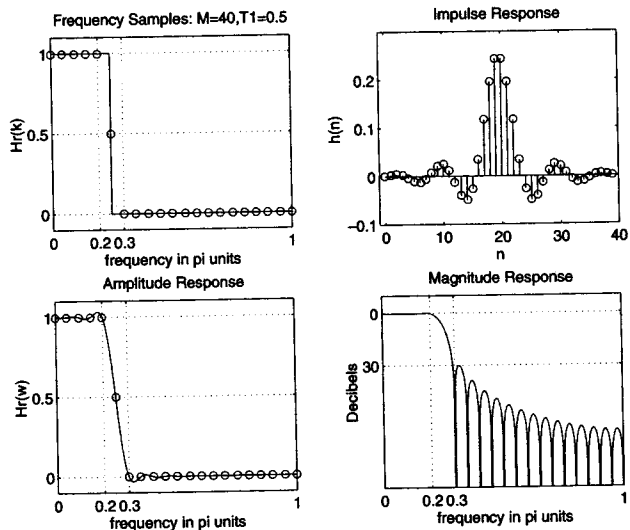 Frequency Samples: M=40,T1=0.5
1
0.5
0
Hr(k)
0
0.2
0.3
1
frequency in pi units
Impulse Response
0.2
0.1
0
−0.1
h(n)
0
10
20
30
40
n
Amplitude Response
1
0.5
0
Hr(w)
0
0.2
0.3
1
frequency in pi units
Magnitude Response
0
30
Decibels
0
0.2
0.3
1
frequency in pi units